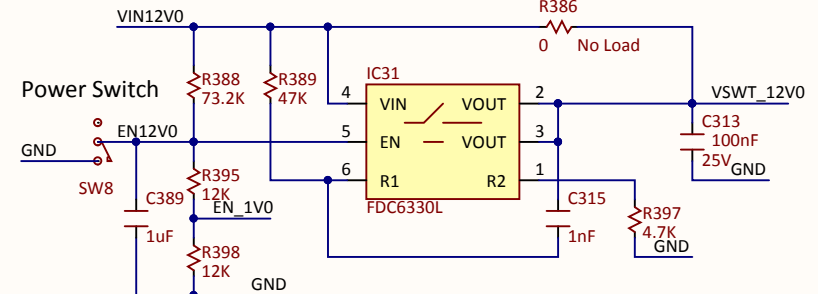 R386
VIN12V0
0 No Load
R388
73.2K
R389
47K
IC31
Power Switch
4 VIN VOUT 2
VSWT_12V0
C313
100nF
25V
GND
EN12V0
5 EN VOUT 3
GND
SW8
6 R1 R2 1
R395
12K
C389
1uF
EN_1V0
FDC6330L
C315
1nF
R397
4.7K
GND
R398
12K
GND